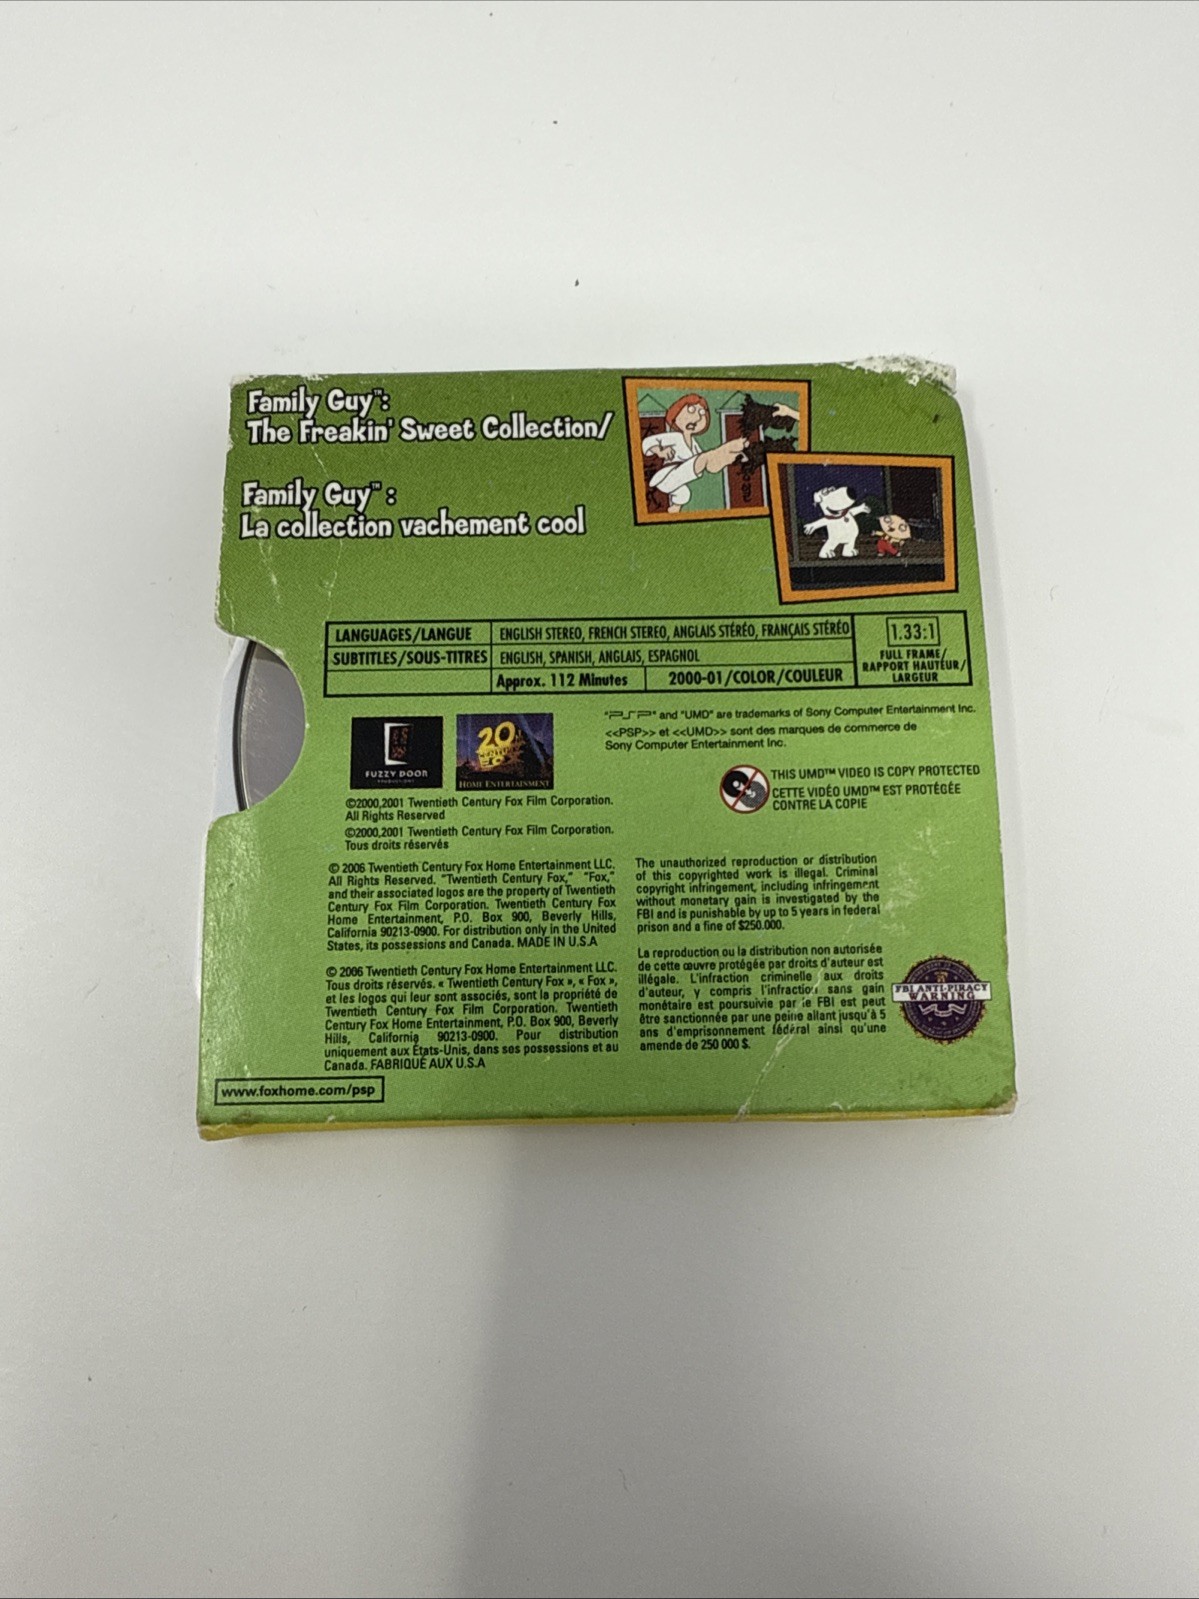 Family Guy™:
The Freakin' Sweet Collection/
Family Guy™ :
La collection vachement cool
LANGUAGES/LANGUE ENGLISH STEREO, FRENCH STEREO, ANGLAIS STÉRÉO, FRANÇAIS STÉRÉO
SUBTITLES/SOUS-TITRES ENGLISH, SPANISH, ANGLAIS, ESPAGNOL
Approx. 112 Minutes 2000-01/COLOR/COULEUR
1.33:1
FULL FRAME/
RAPPORT HAUTEUR/
LARGEUR
"PSP" and "UMD" are trademarks of Sony Computer Entertainment Inc.
<<PSP>> et <<UMD>> sont des marques de commerce de
Sony Computer Entertainment Inc.
FUZZY DOOR
PRODUCTIONS
20th
CENTURY
FOX
HOME ENTERTAINMENT
THIS UMD™ VIDEO IS COPY PROTECTED
CETTE VIDÉO UMD™ EST PROTÉGÉE
CONTRE LA COPIE
©2000,2001 Twentieth Century Fox Film Corporation.
All Rights Reserved
©2000,2001 Twentieth Century Fox Film Corporation.
Tous droits réservés
© 2006 Twentieth Century Fox Home Entertainment LLC.
All Rights Reserved. "Twentieth Century Fox," "Fox,"
and their associated logos are the property of Twentieth
Century Fox Film Corporation. Twentieth Century Fox
Home Entertainment, P.O. Box 900, Beverly Hills,
California 90213-0900. For distribution only in the United
States, its possessions and Canada. MADE IN U.S.A
© 2006 Twentieth Century Fox Home Entertainment LLC.
Tous droits réservés. « Twentieth Century Fox », « Fox »,
et les logos qui leur sont associés, sont la propriété de
Twentieth Century Fox Film Corporation. Twentieth
Century Fox Home Entertainment, P.O. Box 900, Beverly
Hills, California 90213-0900. Pour distribution
uniquement aux États-Unis, dans ses possessions et au
Canada. FABRIQUÉ AUX U.S.A
The unauthorized reproduction or distribution
of this copyrighted work is illegal. Criminal
copyright infringement, including infringement
without monetary gain is investigated by the
FBI and is punishable by up to 5 years in federal
prison and a fine of $250.000.
La reproduction ou la distribution non autorisée
de cette œuvre protégée par droits d'auteur est
illégale. L'infraction criminelle aux droits
d'auteur, y compris l'infraction sans gain
monétaire est poursuivie par le FBI est peut
être sanctionnée par une peine allant jusqu'à 5
ans d'emprisonnement fédéral ainsi qu'une
amende de 250 000 $.
FBI ANTI-PIRACY
WARNING
www.foxhome.com/psp